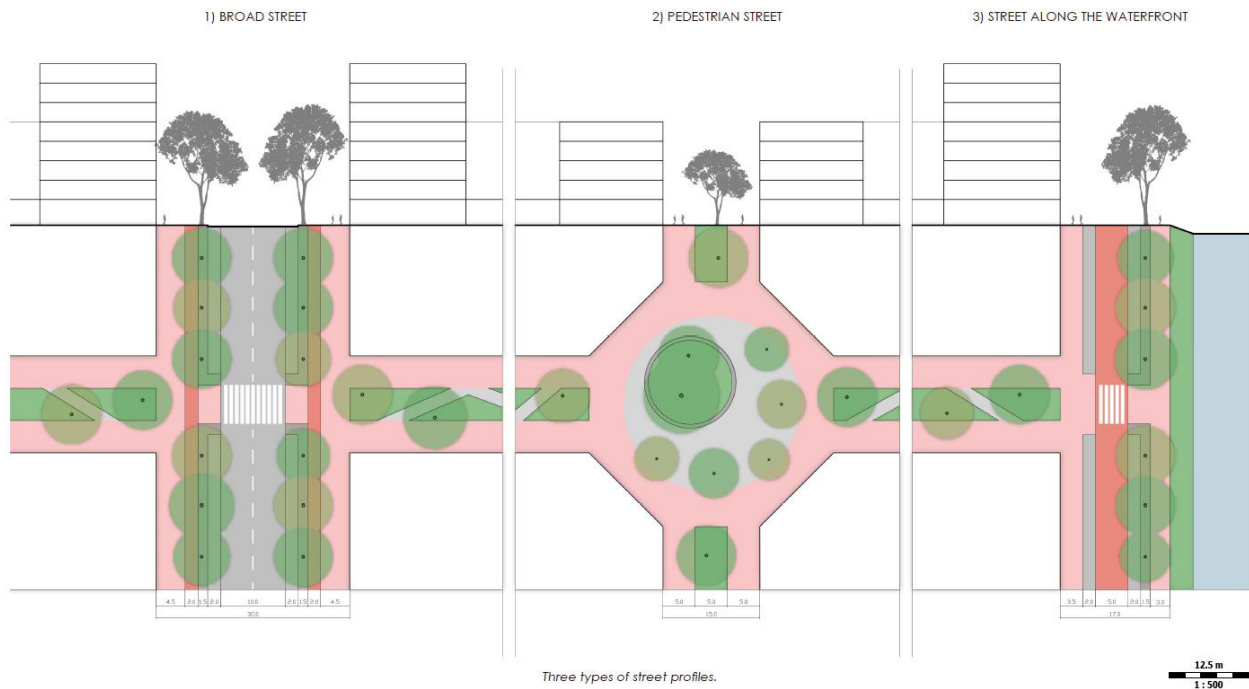 1) BROAD STREET
2) PEDESTRIAN STREET
3) STREET ALONG THE WATERFRONT
4.5 2.0 1.5 2.0 10.0 2.0 1.5 2.0 4.5
30.0
5.0 5.0 5.0
15.0
3.5 2.0 5.0 2.0 1.5 3.0
17.0
Three types of street profiles.
12.5 m
1 : 500